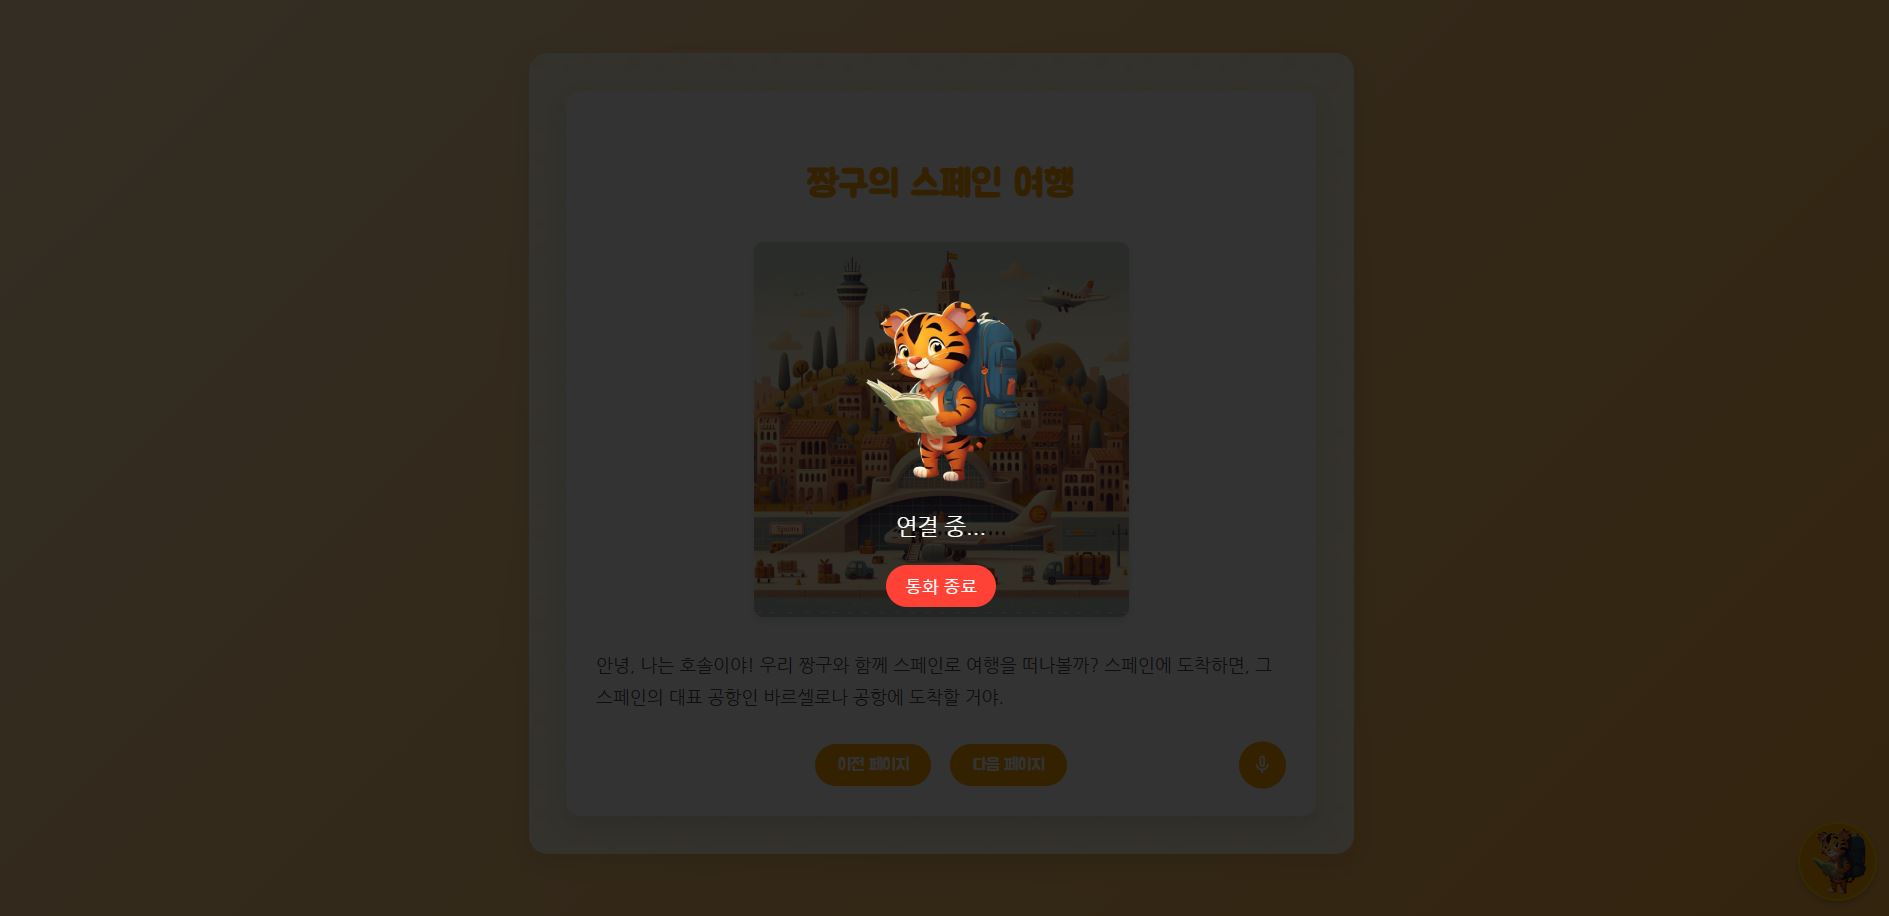 짱구의 스페인 여행
연결 중...
통화 종료
안녕, 나는 호솔이야! 우리 짱구와 함께 스페인로 여행을 떠나볼까? 스페인에 도착하면, 그
스페인의 대표 공항인 바르셀로나 공항에 도착할 거야.
이전 페이지
다음 페이지